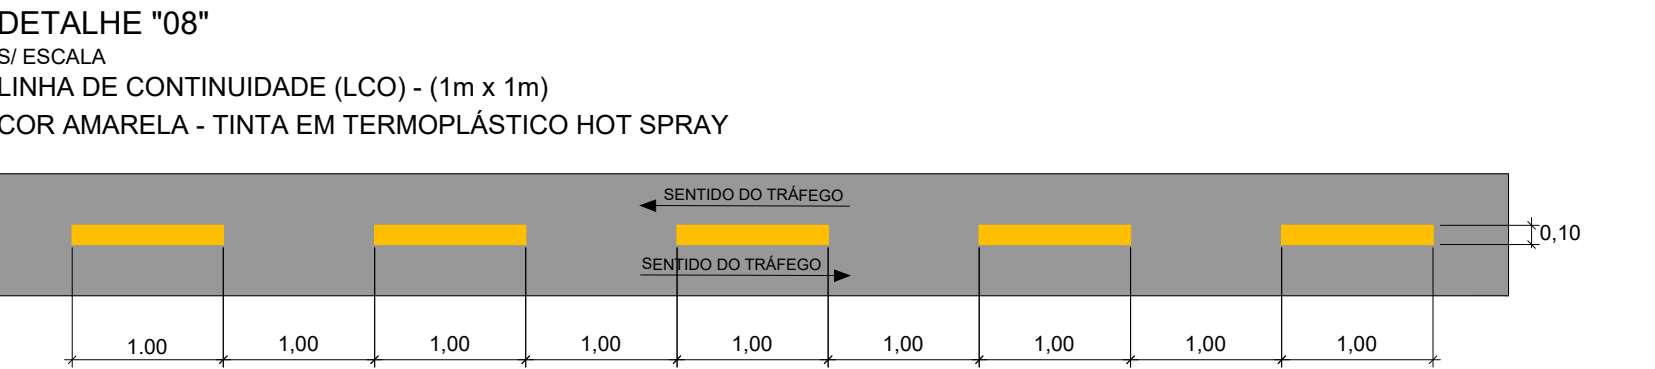 DETALHE "08"
S/ ESCALA
LINHA DE CONTINUIDADE (LCO) - (1m x 1m)
COR AMARELA - TINTA EM TERMOPLÁSTICO HOT SPRAY
SENTIDO DO TRÁFEGO
0,10
SENTIDO DO TRÁFEGO
1.00 1,00 1,00 1,00 1,00 1,00 1,00 1,00 1,00